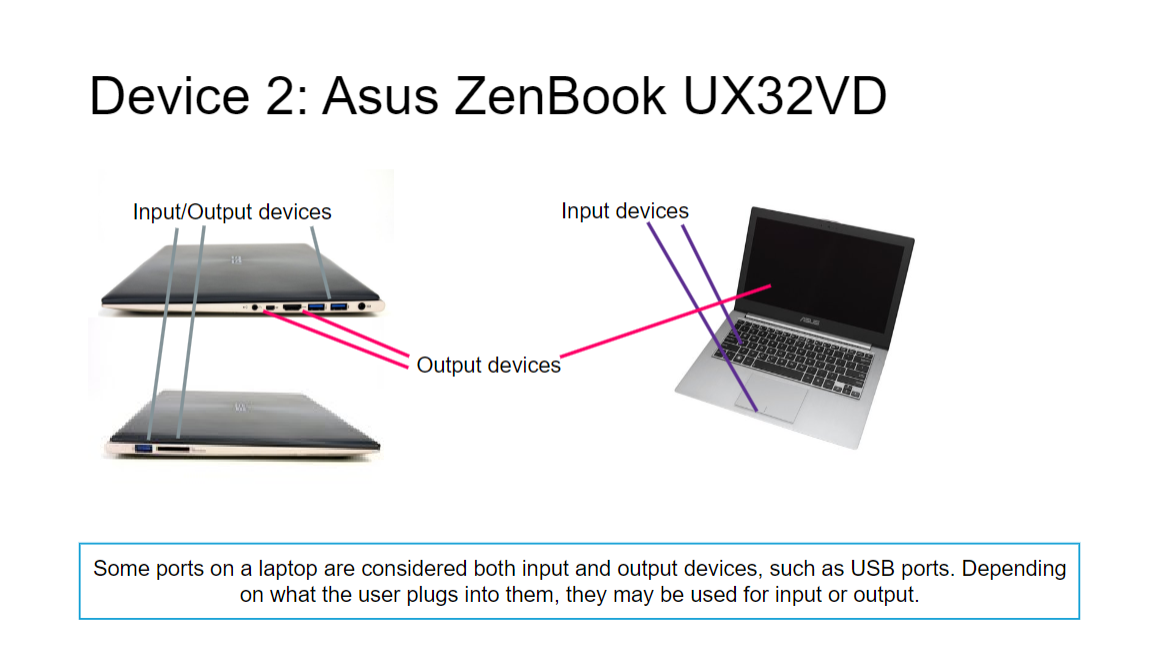 Device 2: Asus ZenBook UX32VD
Input/Output devices
Input devices
ASUS
Output devices
Some ports on a laptop are considered both input and output devices, such as USB ports. Depending
on what the user plugs into them, they may be used for input or output.